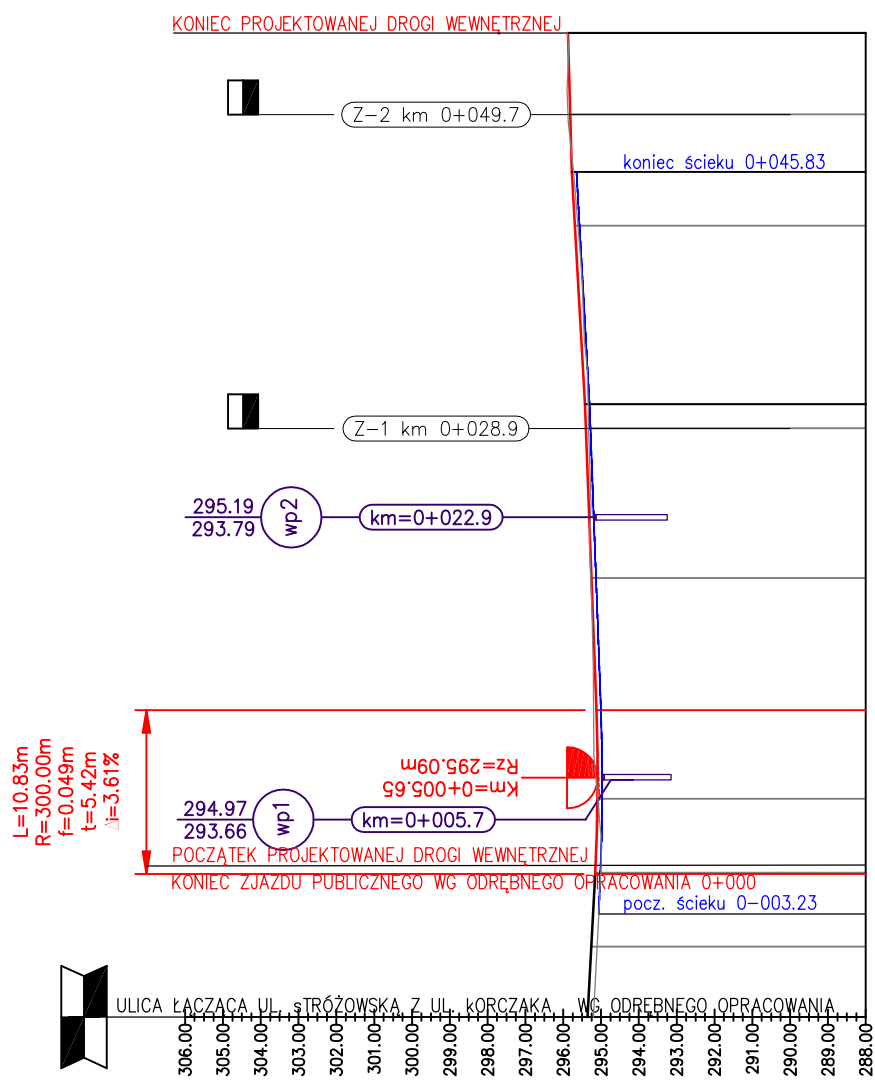 KONIEC PROJEKTOWANEJ DROGI WEWNĘTRZNEJ
Z-2 km 0+049.7
koniec ścieku 0+045.83
Z-1 km 0+028.9
295.19
293.79
wp2
km=0+022.9
L=10.83m
R=300.00m
f=0.049m
t=5.42m
△i=3.61%
Rz=295.09m
Km=0+005.65
294.97
293.66
wp1
km=0+005.7
POCZĄTEK PROJEKTOWANEJ DROGI WEWNĘTRZNEJ
KONIEC ZJAZDU PUBLICZNEGO WG ODRĘBNEGO OPRACOWANIA 0+000
pocz. ścieku 0-003.23
ULICA ŁĄCZĄCA UL. sTRÓŻOWSKĄ Z UL. kORCZAKA WG ODRĘBNEGO OPRACOWANIA
306.00
305.00
304.00
303.00
302.00
301.00
300.00
299.00
298.00
297.00
296.00
295.00
294.00
293.00
292.00
291.00
290.00
289.00
288.00